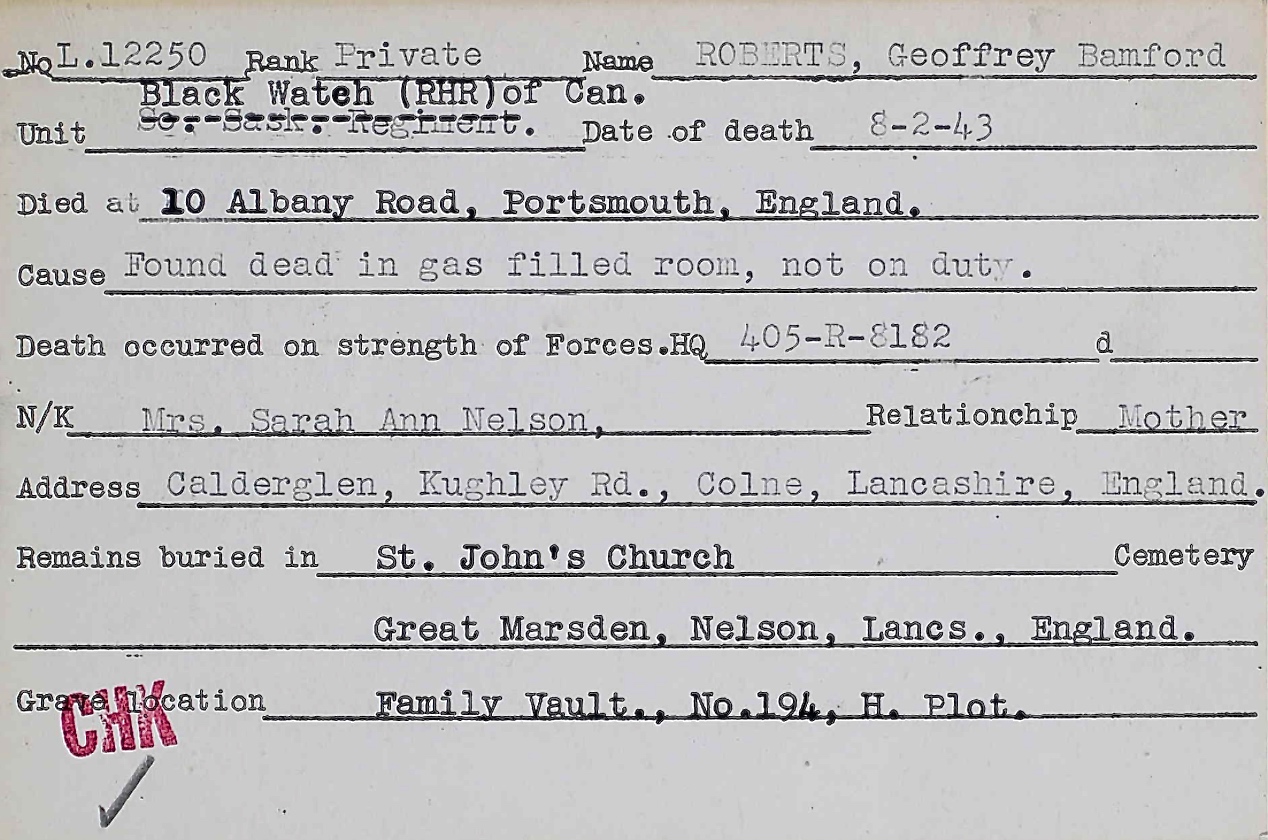 No L.12250 Rank Private Name ROBERTS, Geoffrey Bamford
Black Wateh (RHR)of Can.
Unit So. Sask. Regiment. Date of death 8-2-43
Died at 10 Albany Road, Portsmouth, England.
Cause Found dead in gas filled room, not on duty.
Death occurred on strength of Forces.HQ 405-R-8182 d
N/K Mrs. Sarah Ann Nelson, Relationchip Mother
Address Calderglen, Kughley Rd., Colne, Lancashire, England.
Remains buried in St. John's Church Cemetery
Great Marsden, Nelson, Lancs., England.
Grave location Family Vault., No.194, H. Plot.
CHK